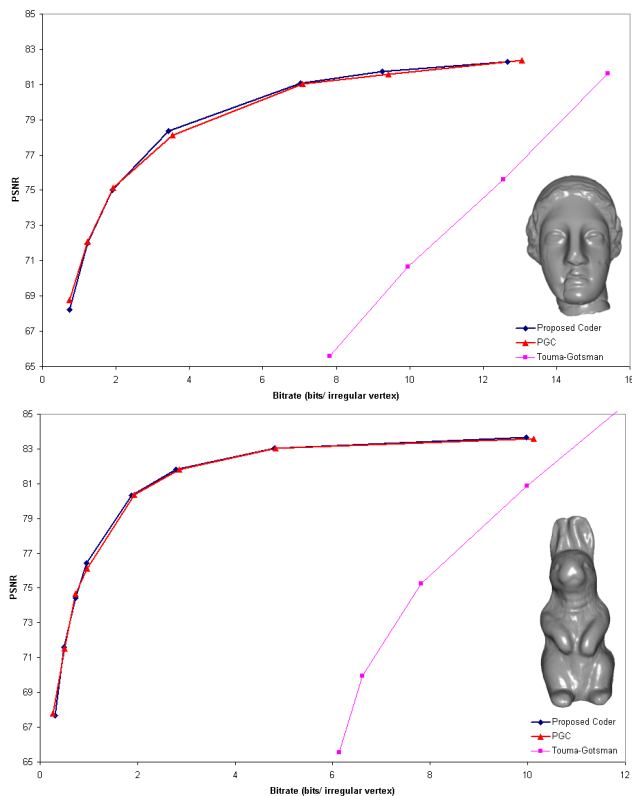 85
83
81
79
77
75
73
71
69
67
65
PSNR
0 2 4 6 8 10 12 14 16
Bitrate (bits/ irregular vertex)
Proposed Coder
PGC
Touma-Gotsman
85
83
81
79
77
75
73
71
69
67
65
PSNR
0 2 4 6 8 10 12
Bitrate (bits/ irregular vertex)
Proposed Coder
PGC
Touma-Gotsman